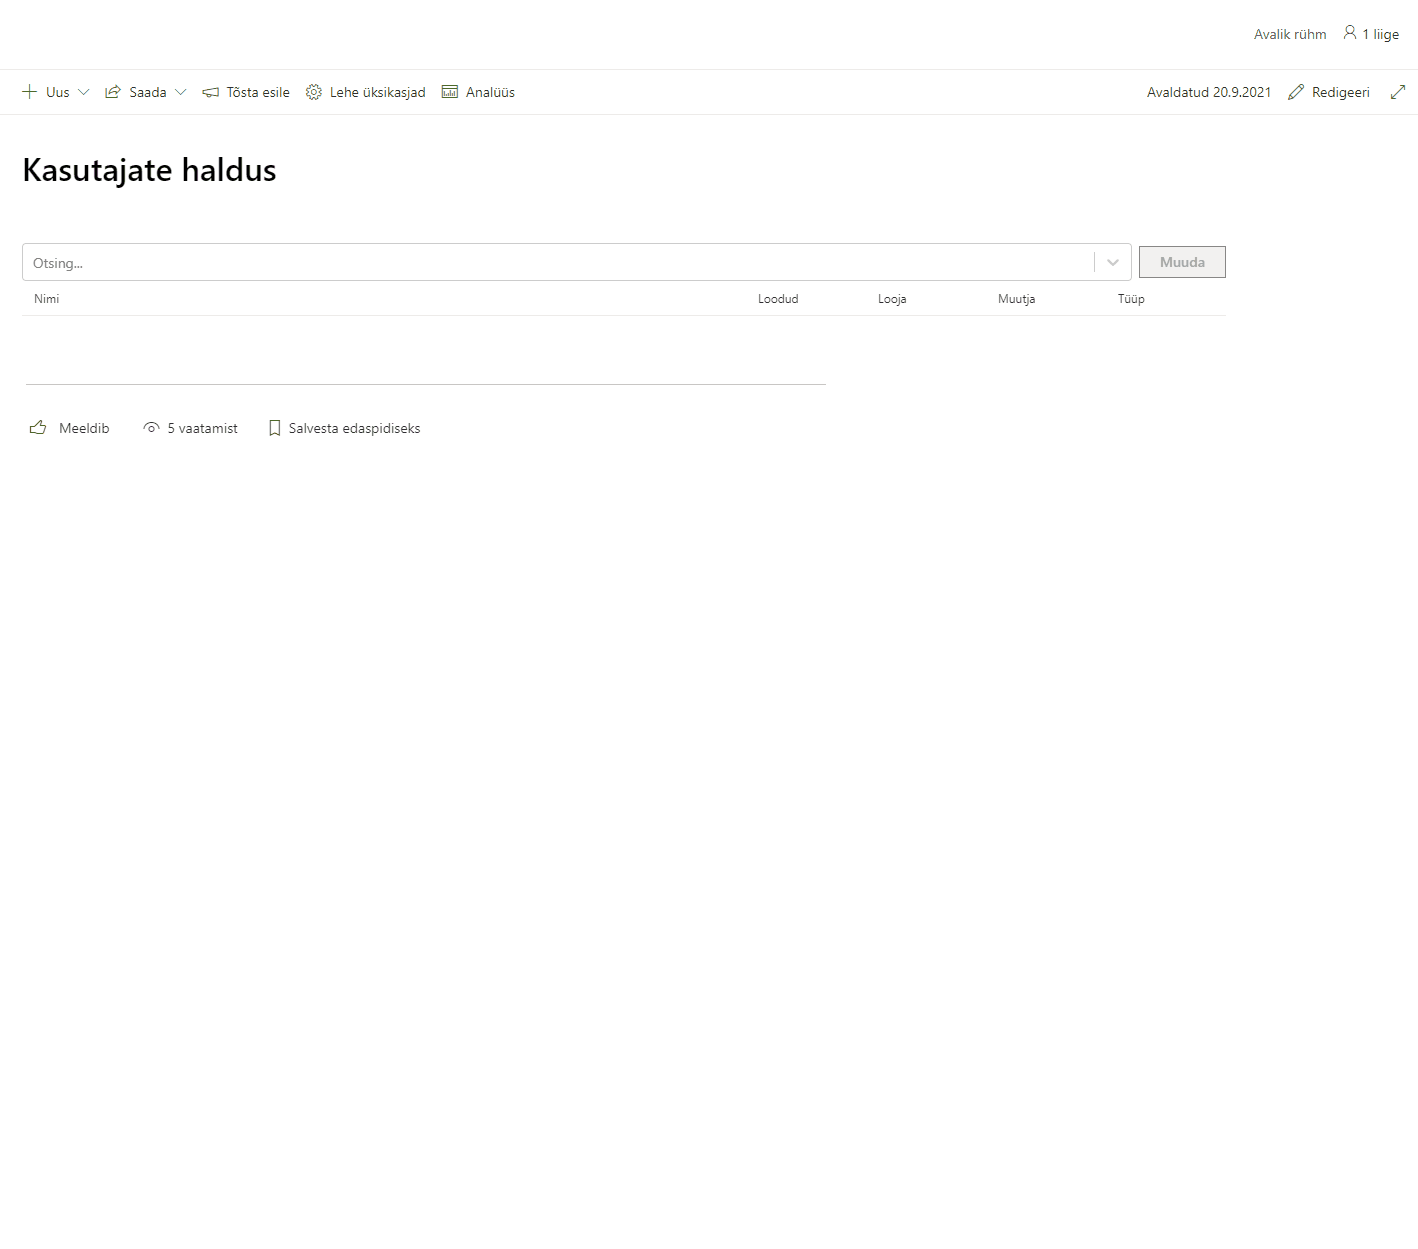 Avalik rühm 1 liige
Uus Saada Tõsta esile Lehe üksikasjad Analüüs Avaldatud 20.9.2021 Redigeeri
Kasutajate haldus
Otsing... Muuda
Nimi Loodud Looja Muutja Tüüp
Meeldib 5 vaatamist Salvesta edaspidiseks